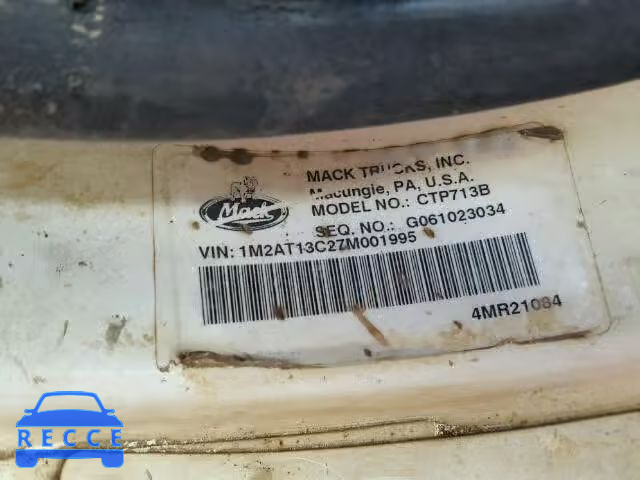 Mack
MACK TRUCKS, INC.
Macungie, PA, U.S.A.
MODEL NO.: CTP713B
SEQ. NO.: G061023034
VIN: 1M2AT13C27M001995
4MR21084
RECCE